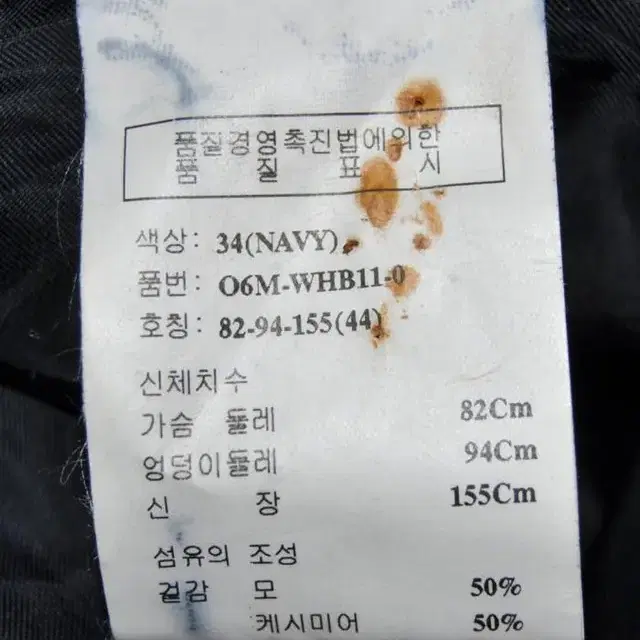 품질경영촉진법에의한
품 질 표 시
색상: 34(NAVY)
품번: O6M-WHB11-0
호칭: 82-94-155(44)
신체치수
가슴 둘레 82Cm
엉덩이둘레 94Cm
신 장 155Cm
섬유의 조성
겉감 모 50%
케시미어 50%